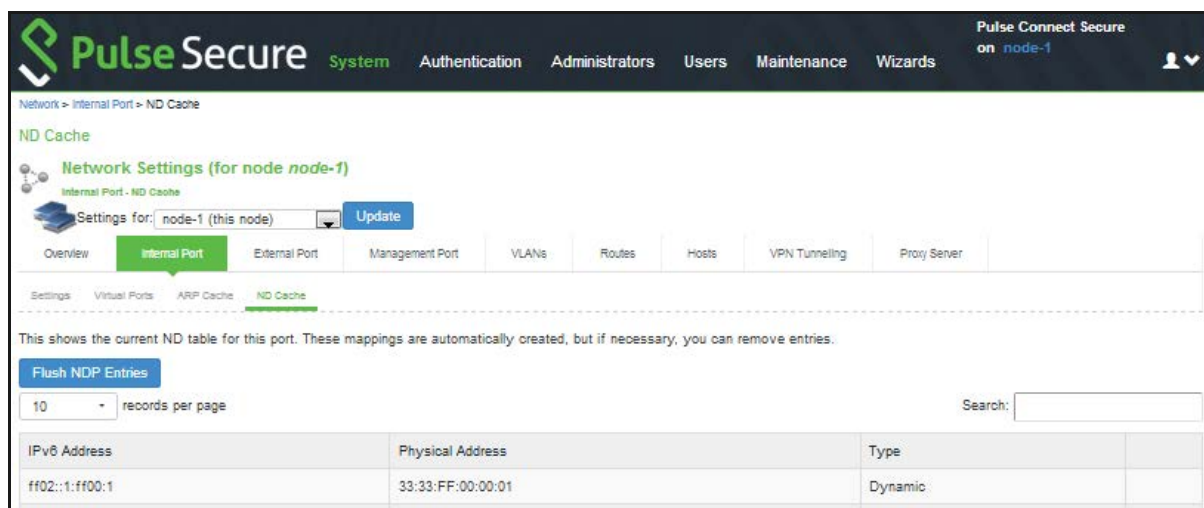 Pulse Secure
System Authentication Administrators Users Maintenance Wizards
Pulse Connect Secure
on node-1
Network > Internal Port > ND Cache
ND Cache
Network Settings (for node node-1)
Internal Port - ND Cache
Settings for: node-1 (this node) Update
Overview Internal Port External Port Management Port VLANs Routes Hosts VPN Tunneling Proxy Server
Settings Virtual Ports ARP Cache ND Cache
This shows the current ND table for this port. These mappings are automatically created, but if necessary, you can remove entries.
Flush NDP Entries
10 records per page Search:
IPv6 Address Physical Address Type
ff02::1:ff00:1 33:33:FF:00:00:01 Dynamic